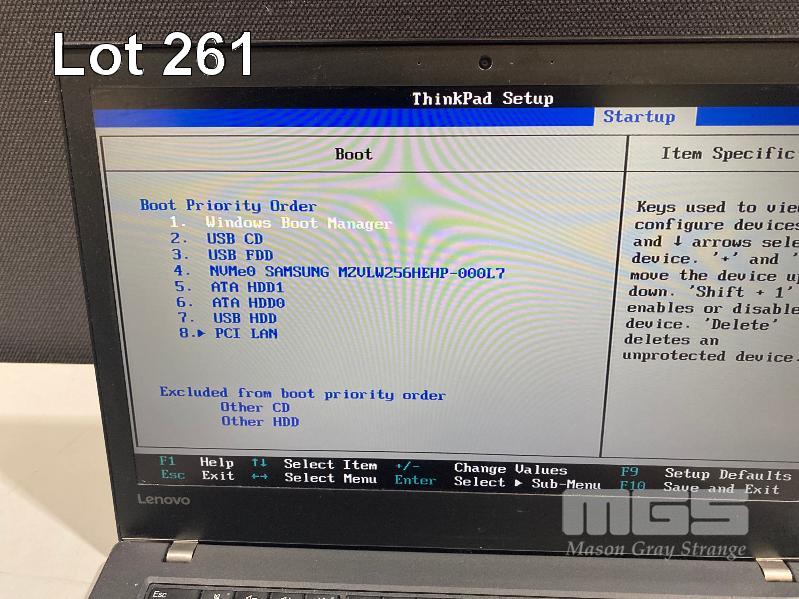 Lot 261
ThinkPad Setup
Startup
Boot
Item Specific
Boot Priority Order
1. Windows Boot Manager
2. USB CD
3. USB FDD
4. NVMe0 SAMSUNG MZVLW256HEHP-000L7
5. ATA HDD1
6. ATA HDD0
7. USB HDD
8.▶ PCI LAN
Excluded from boot priority order
Other CD
Other HDD
Keys used to vie
configure devices
and ↓ arrows sele
device. '+' and '
move the device up
down. 'Shift + 1'
enables or disable
device. 'Delete'
deletes an
unprotected device.
F1 Help ↑↓ Select Item +/- Change Values F9 Setup Defaults
Esc Exit ←→ Select Menu Enter Select ▶ Sub-Menu F10 Save and Exit
Lenovo
MGS
Mason Gray Strange
Esc